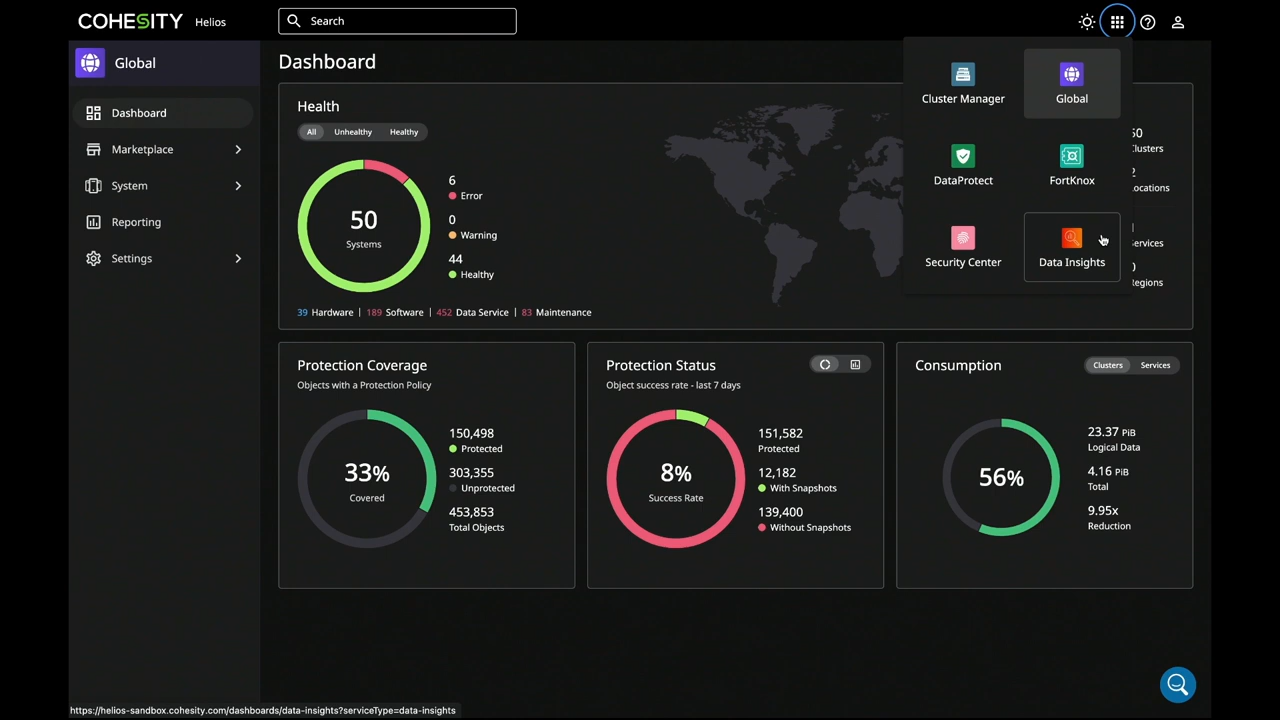 COHESITY Helios
Search
Global
Dashboard
Marketplace
System
Reporting
Settings
Dashboard
Health
All Unhealthy Healthy
50
Systems
6
Error
0
Warning
44
Healthy
39 Hardware | 189 Software | 452 Data Service | 83 Maintenance
Cluster Manager
Global
DataProtect
FortKnox
Security Center
Data Insights
Protection Coverage
Objects with a Protection Policy
33%
Covered
150,498
Protected
303,355
Unprotected
453,853
Total Objects
Protection Status
Object success rate - last 7 days
8%
Success Rate
151,582
Protected
12,182
With Snapshots
139,400
Without Snapshots
Consumption
Clusters Services
56%
23.37 PiB
Logical Data
4.16 PiB
Total
9.95x
Reduction
https://helios-sandbox.cohesity.com/dashboards/data-insights?serviceType=data-insights